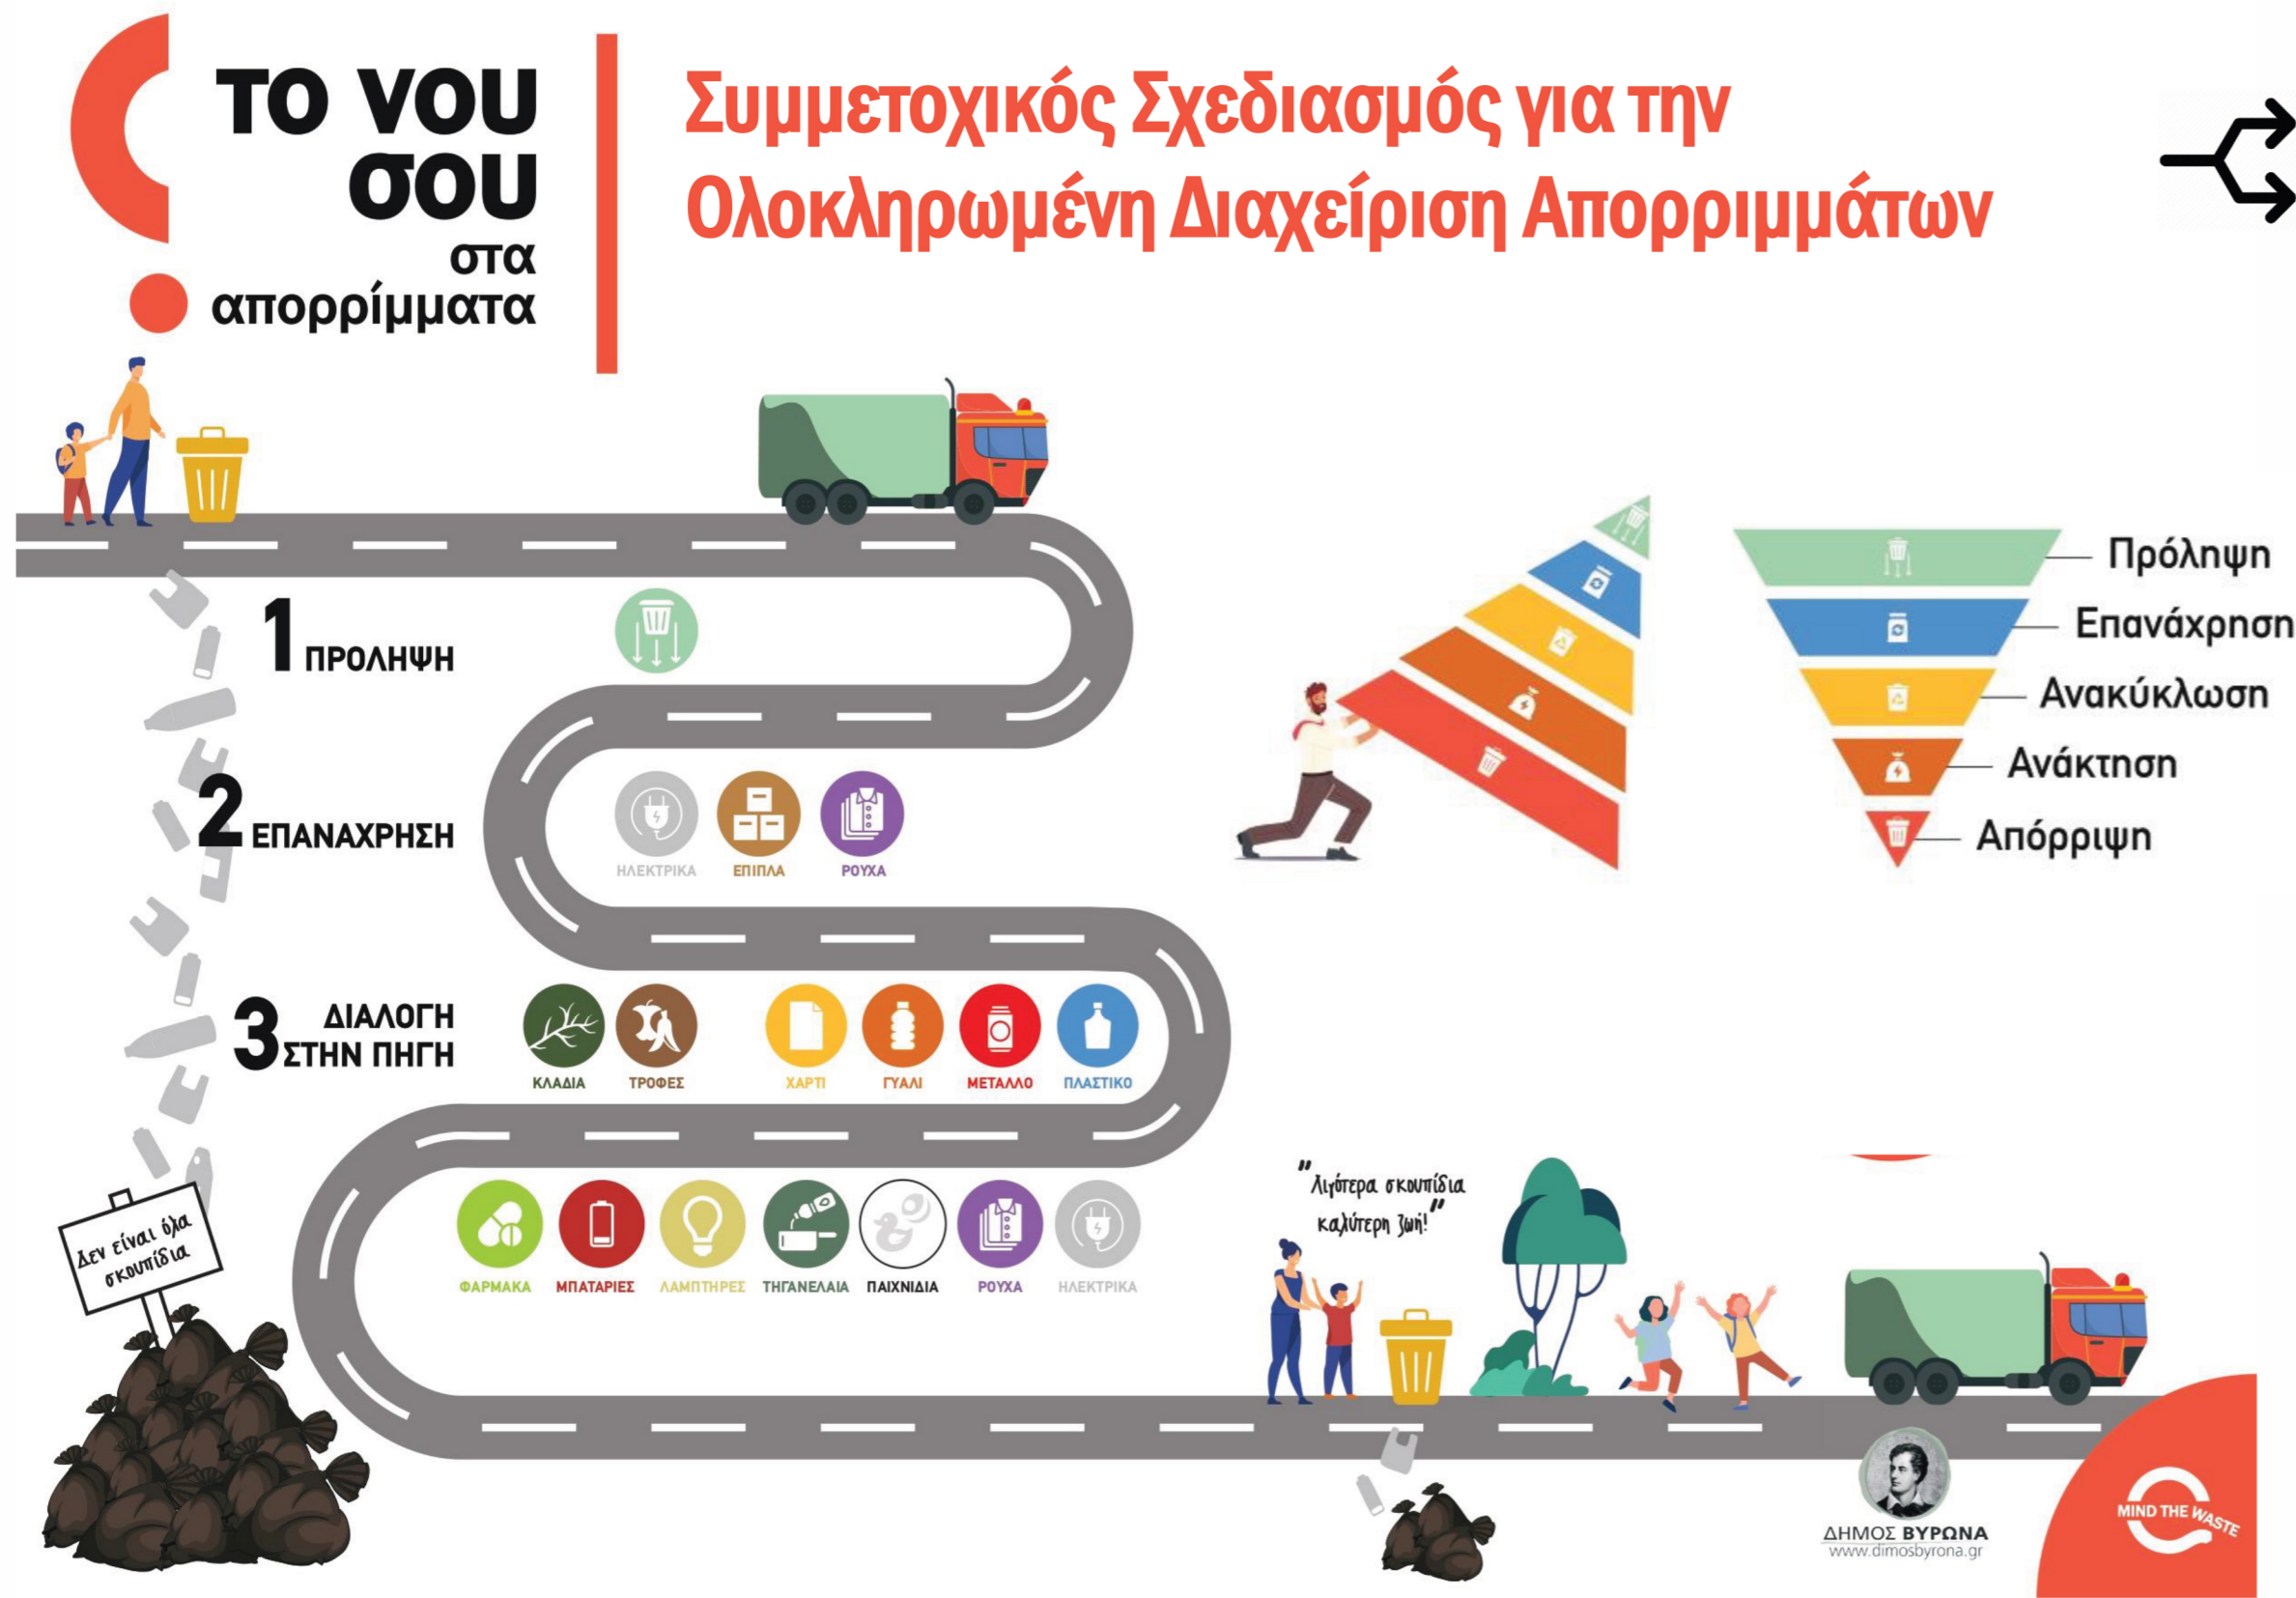 το νου
σου
στα
απορρίμματα
Συμμετοχικός Σχεδιασμός για την
Ολοκληρωμένη Διαχείριση Απορριμμάτων
1 ΠΡΟΛΗΨΗ
2 ΕΠΑΝΑΧΡΗΣΗ
ΗΛΕΚΤΡΙΚΑ ΕΠΙΠΛΑ ΡΟΥΧΑ
Πρόληψη
Επανάχρηση
Ανακύκλωση
Ανάκτηση
Απόρριψη
3 ΔΙΑΛΟΓΗ
ΣΤΗΝ ΠΗΓΗ
ΚΛΑΔΙΑ ΤΡΟΦΕΣ ΧΑΡΤΙ ΓΥΑΛΙ ΜΕΤΑΛΛΟ ΠΛΑΣΤΙΚΟ
ΦΑΡΜΑΚΑ ΜΠΑΤΑΡΙΕΣ ΛΑΜΠΤΗΡΕΣ ΤΗΓΑΝΕΛΑΙΑ ΠΑΙΧΝΙΔΙΑ ΡΟΥΧΑ ΗΛΕΚΤΡΙΚΑ
Δεν είναι όλα
σκουπίδια
"λιγότερα σκουπίδια
καλύτερη ζωή!"
ΔΗΜΟΣ ΒΥΡΩΝΑ
www.dimosbyrona.gr
MIND THE WASTE